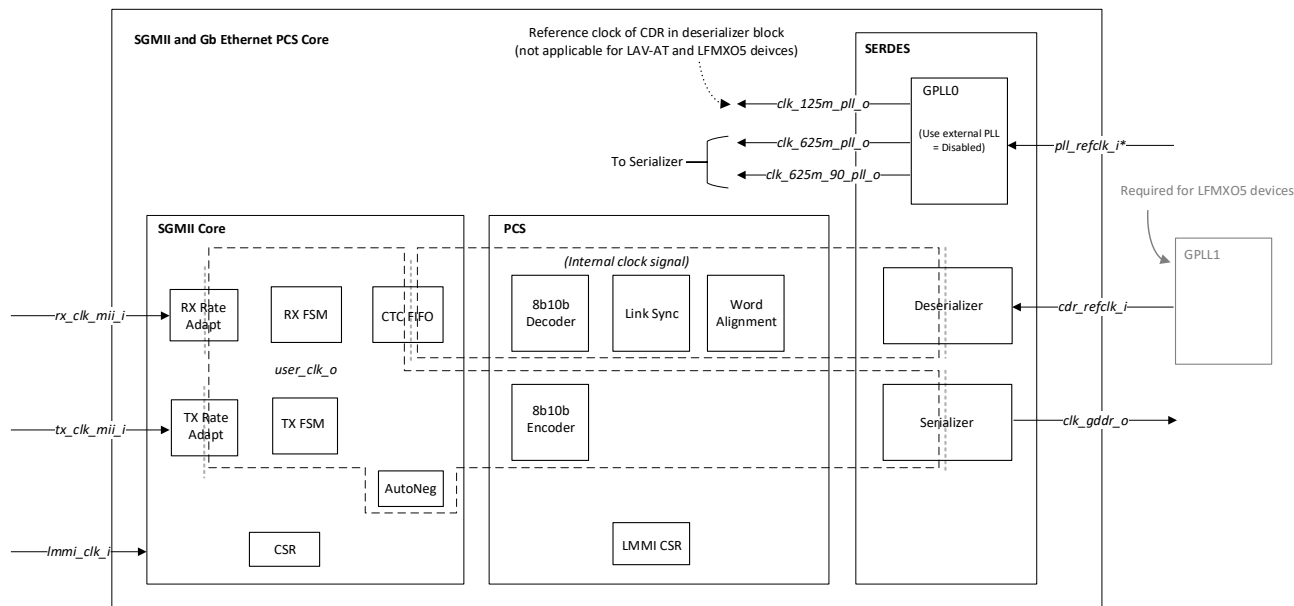 SGMII and Gb Ethernet PCS Core
Reference clock of CDR in deserializer block
(not applicable for LAV-AT and LFMXO5 deivces)
SERDES
GPLL0
(Use external PLL
= Disabled)
clk_125m_pll_o
clk_625m_pll_o
To Serializer
clk_625m_90_pll_o
pll_refclk_i*
Required for LFMXO5 devices
GPLL1
SGMII Core
PCS
(Internal clock signal)
rx_clk_mii_i
RX Rate
Adapt
RX FSM
CTC FIFO
8b10b
Decoder
Link Sync
Word
Alignment
Deserializer
cdr_refclk_i
user_clk_o
tx_clk_mii_i
TX Rate
Adapt
TX FSM
8b10b
Encoder
Serializer
clk_gddr_o
AutoNeg
lmmi_clk_i
CSR
LMMI CSR